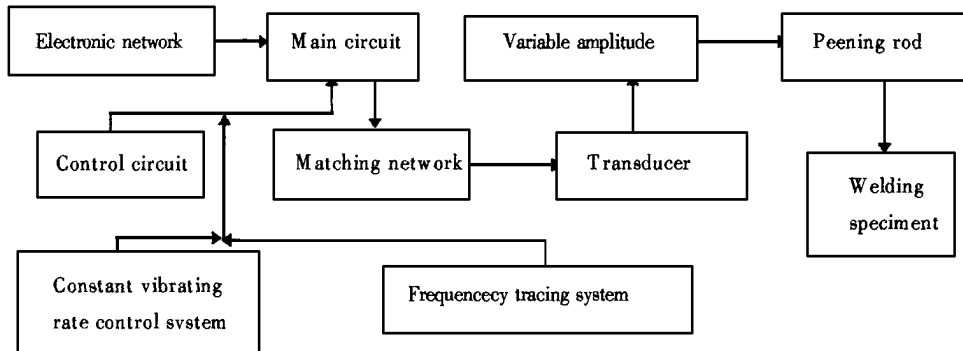 Electronic network
Main circuit
Variable amplitude
Peening rod
Control circuit
Matching network
Transducer
Welding
speciment
Constant vibrating
rate control svstem
Frequencecy tracing system